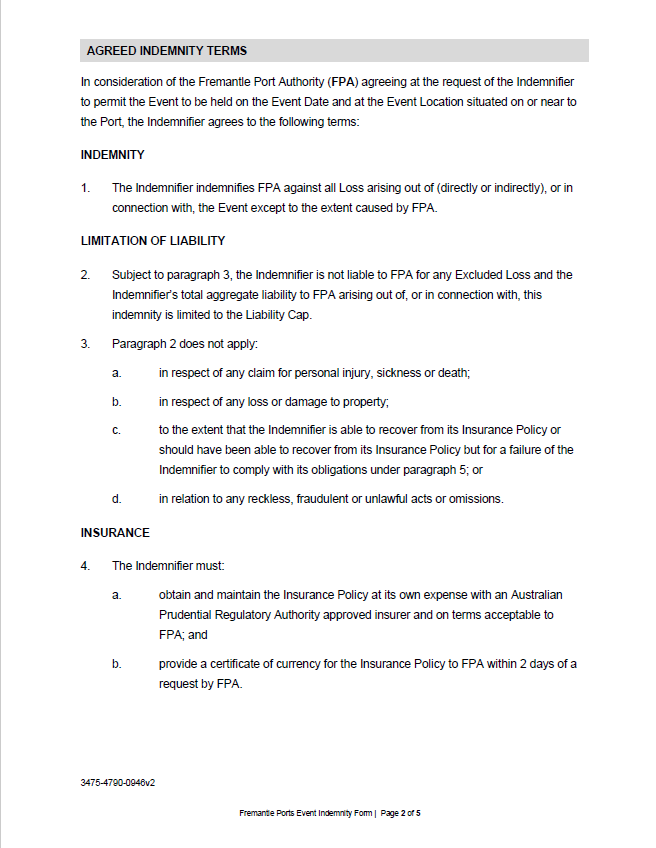 AGREED INDEMNITY TERMS
In consideration of the Fremantle Port Authority (FPA) agreeing at the request of the Indemnifier
to permit the Event to be held on the Event Date and at the Event Location situated on or near to
the Port, the Indemnifier agrees to the following terms:
INDEMNITY
1. The Indemnifier indemnifies FPA against all Loss arising out of (directly or indirectly), or in
connection with, the Event except to the extent caused by FPA.
LIMITATION OF LIABILITY
2. Subject to paragraph 3, the Indemnifier is not liable to FPA for any Excluded Loss and the
Indemnifier's total aggregate liability to FPA arising out of, or in connection with, this
indemnity is limited to the Liability Cap.
3. Paragraph 2 does not apply:
a. in respect of any claim for personal injury, sickness or death;
b. in respect of any loss or damage to property;
c. to the extent that the Indemnifier is able to recover from its Insurance Policy or
should have been able to recover from its Insurance Policy but for a failure of the
Indemnifier to comply with its obligations under paragraph 5; or
d. in relation to any reckless, fraudulent or unlawful acts or omissions.
INSURANCE
4. The Indemnifier must:
a. obtain and maintain the Insurance Policy at its own expense with an Australian
Prudential Regulatory Authority approved insurer and on terms acceptable to
FPA; and
b. provide a certificate of currency for the Insurance Policy to FPA within 2 days of a
request by FPA.
3475-4790-0946v2
Fremantle Ports Event Indemnity Form | Page 2 of 5